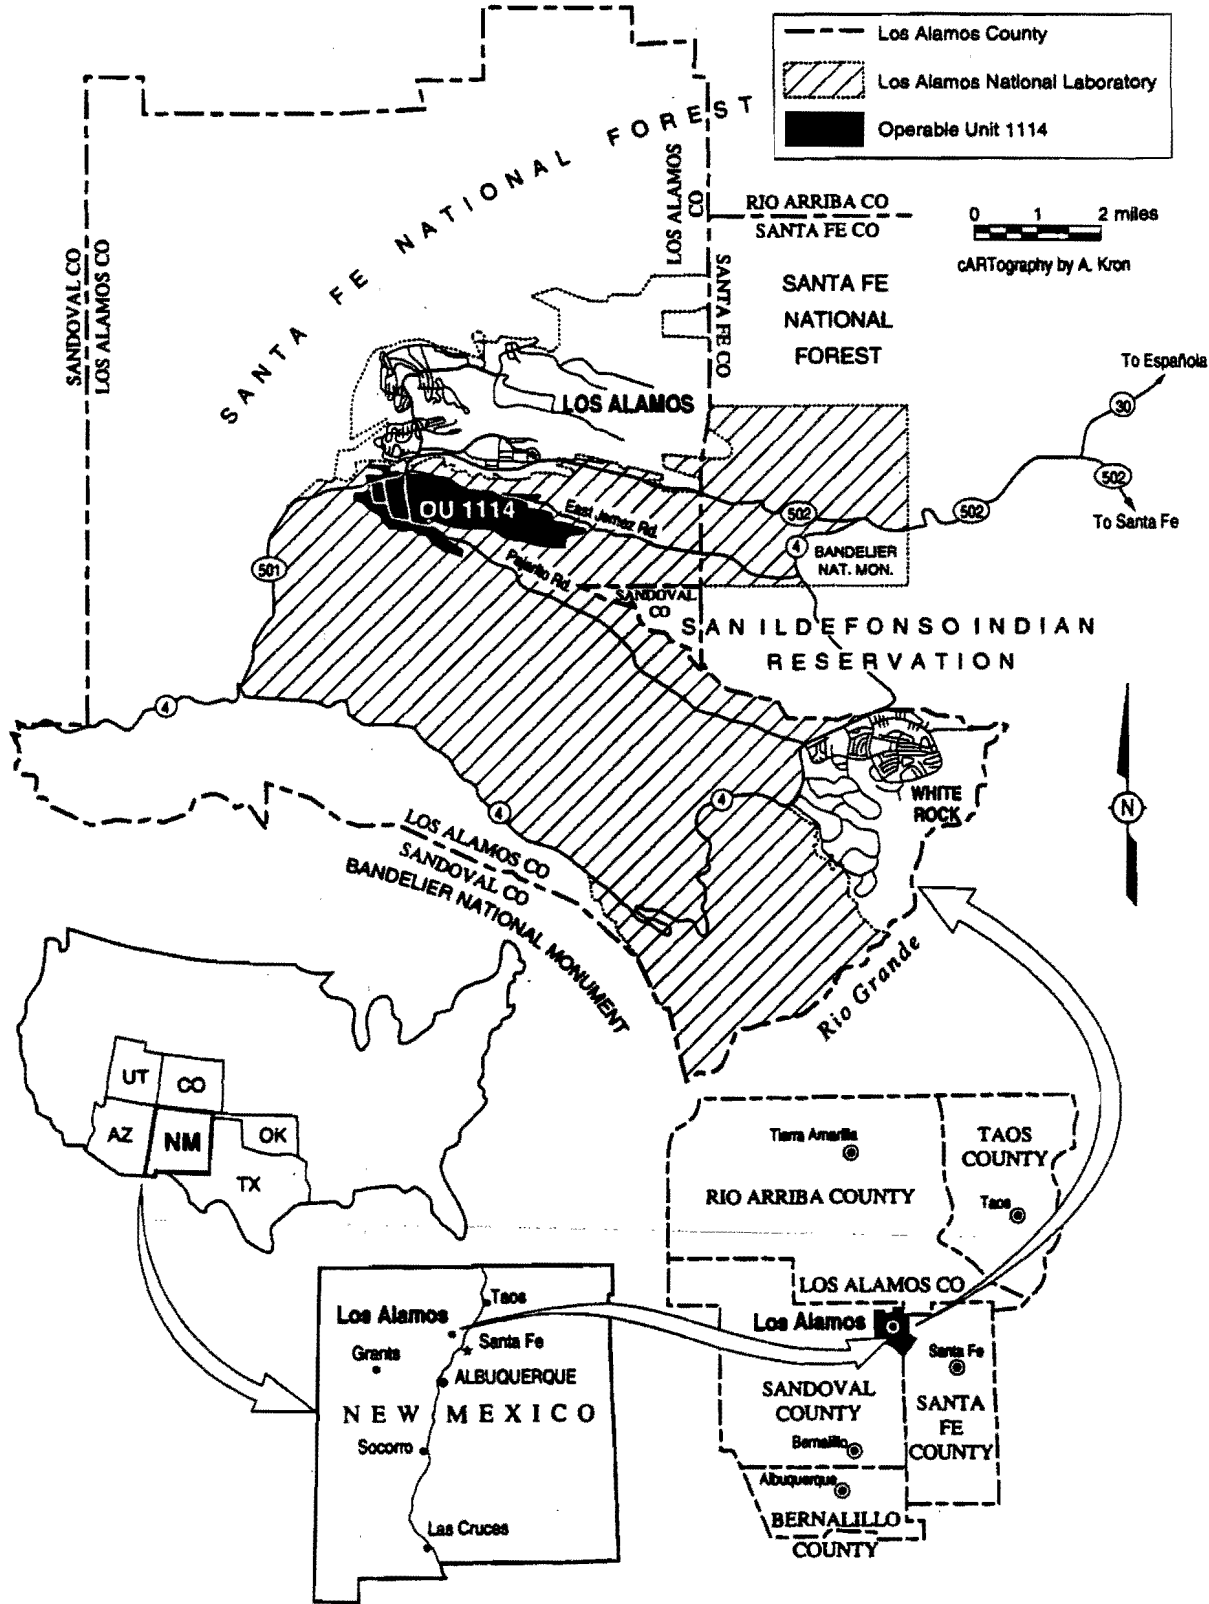 Los Alamos County
Los Alamos National Laboratory
Operable Unit 1114
SANTA FE NATIONAL FOREST
LOS ALAMOS
CO
RIO ARRIBA CO
SANTA FE CO
0 1 2 miles
cARTography by A. Kron
SANDOVAL CO
LOS ALAMOS CO
SANTA FE CO
SANTA FE
NATIONAL
FOREST
To Española
30
LOS ALAMOS
502
To Santa Fe
OU 1114
East Jemez Rd.
502
502
4
BANDELIER
NAT. MON.
501
Pajarito Rd.
SANDOVAL
CO
SAN ILDEFONSO INDIAN
RESERVATION
4
N
WHITE
ROCK
4
4
LOS ALAMOS CO
SANDOVAL CO
BANDELIER NATIONAL MONUMENT
Rio Grande
UT
CO
AZ
NM
OK
TX
Tierra Amarilla
TAOS
COUNTY
RIO ARRIBA COUNTY
Taos
LOS ALAMOS CO
Los Alamos
Santa Fe
SANDOVAL
COUNTY
SANTA
FE
COUNTY
Bernalillo
Albuquerque
BERNALILLO
COUNTY
Taos
Los Alamos
Santa Fe
Grants
ALBUQUERQUE
NEW MEXICO
Socorro
Las Cruces